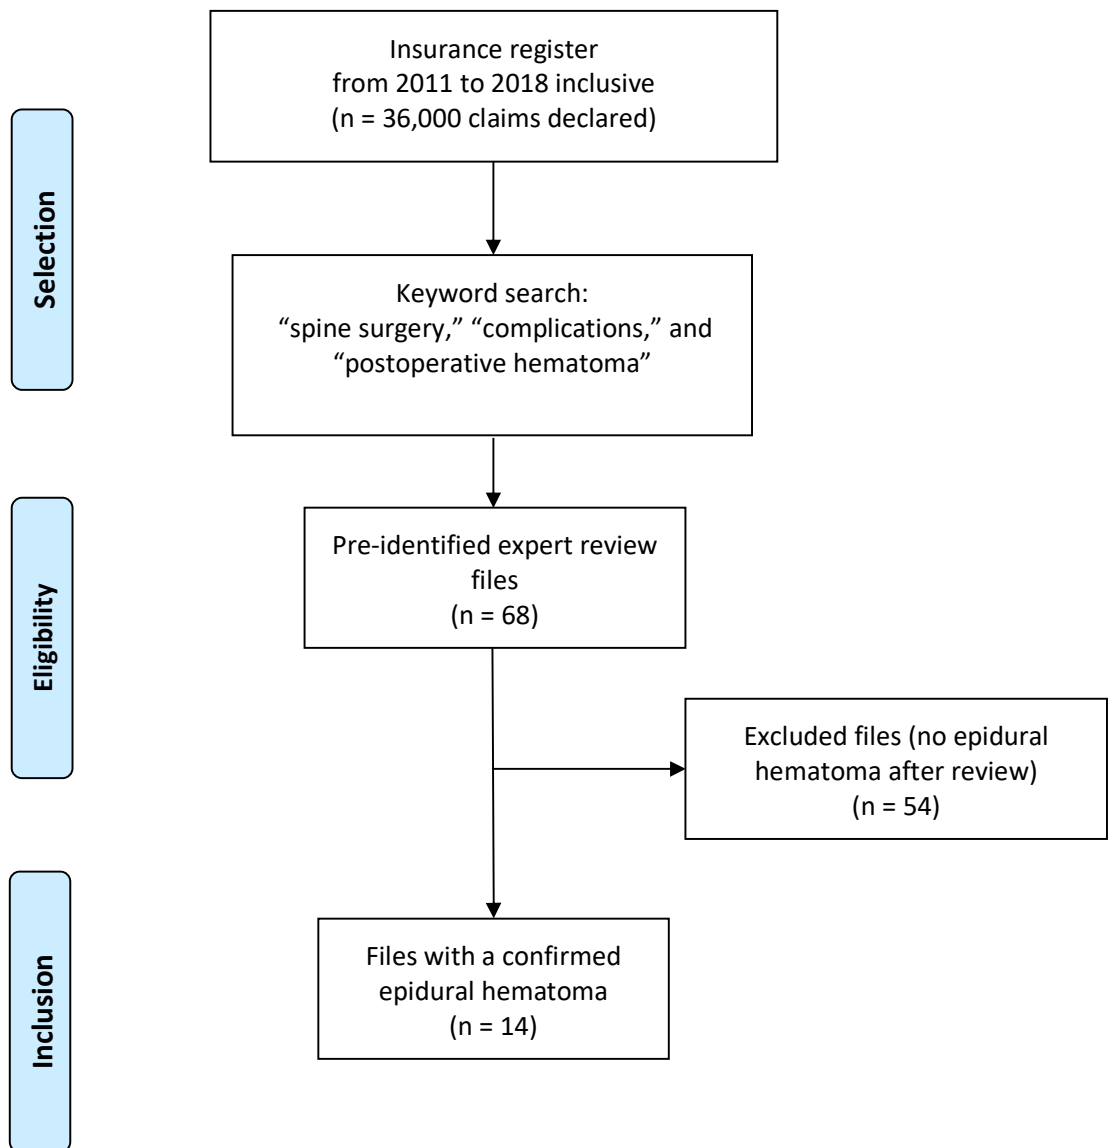 Insurance register
from 2011 to 2018 inclusive
(n = 36,000 claims declared)
Selection
Keyword search:
“spine surgery,” “complications,” and
“postoperative hematoma”
Eligibility
Pre-identified expert review
files
(n = 68)
Excluded files (no epidural
hematoma after review)
(n = 54)
Inclusion
Files with a confirmed
epidural hematoma
(n = 14)